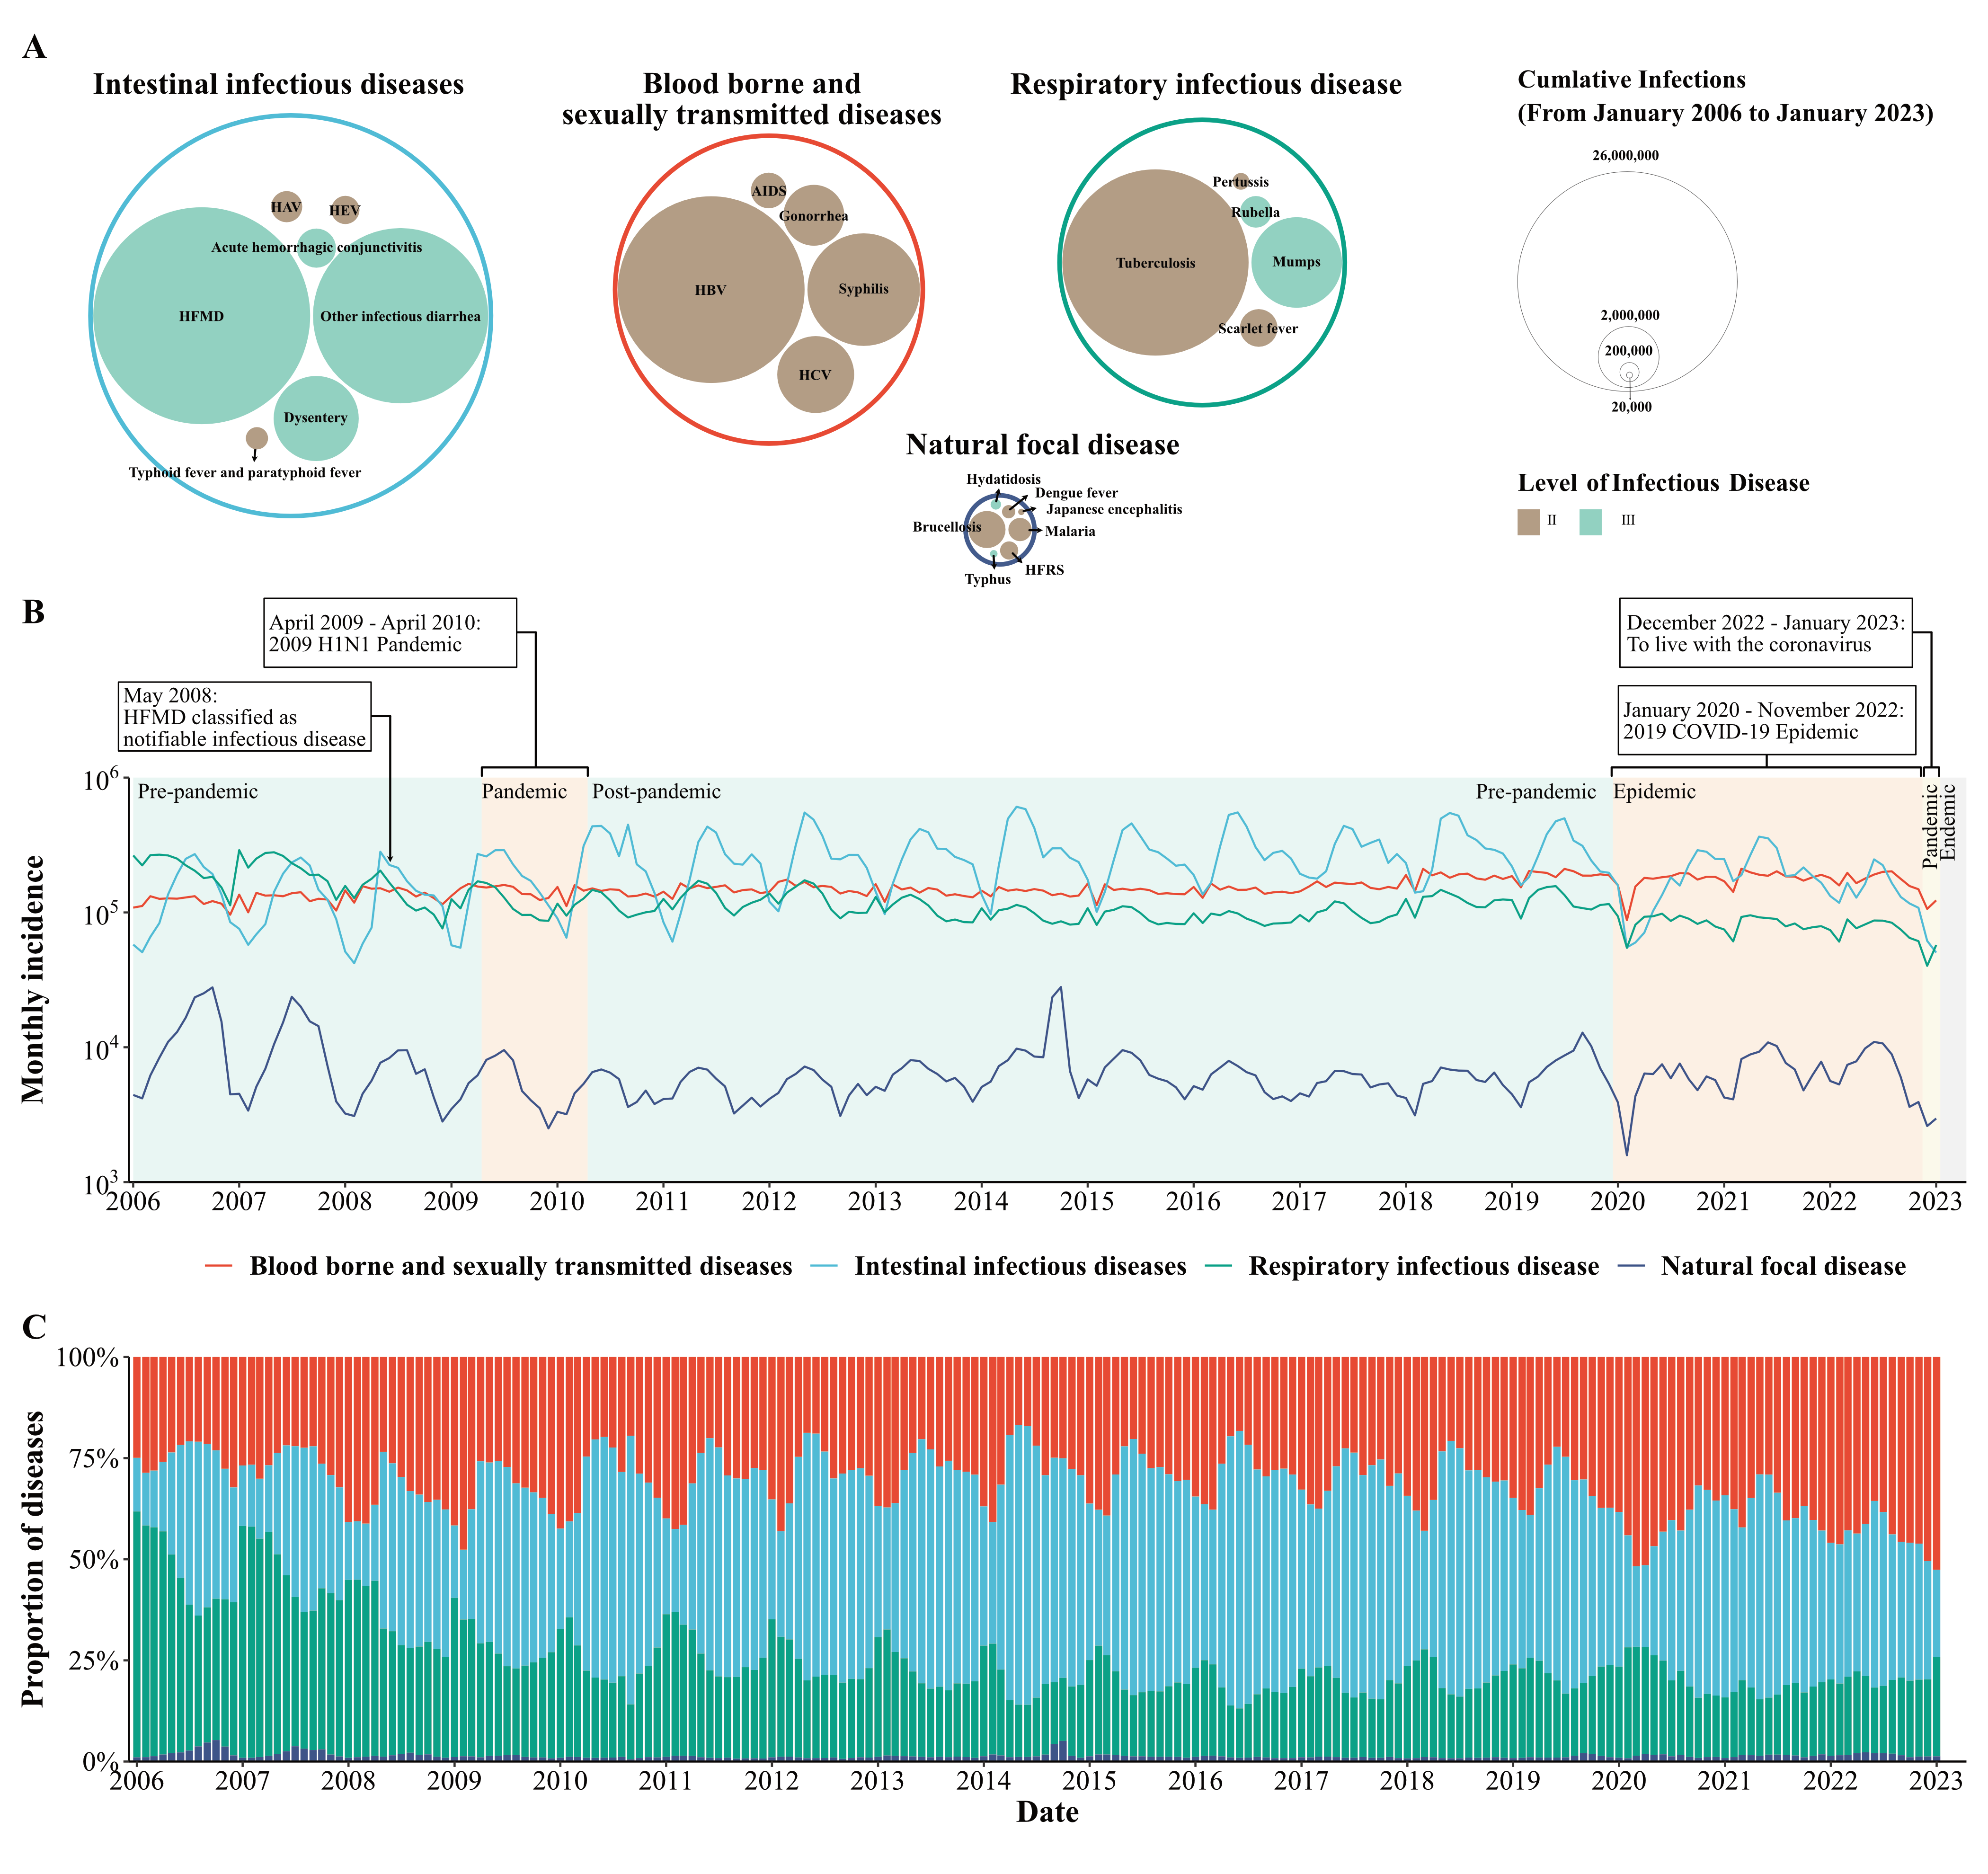 A
Intestinal infectious diseases
HAV
HEV
Acute hemorrhagic conjunctivitis
HFMD
Other infectious diarrhea
Dysentery
Typhoid fever and paratyphoid fever
Blood borne and
sexually transmitted diseases
AIDS
Gonorrhea
HBV
Syphilis
HCV
Respiratory infectious disease
Pertussis
Rubella
Tuberculosis
Mumps
Scarlet fever
Natural focal disease
Hydatidosis
Dengue fever
Japanese encephalitis
Brucellosis
Malaria
HFRS
Typhus
Cumlative Infections
(From January 2006 to January 2023)
26,000,000
2,000,000
200,000
20,000
Level of Infectious Disease
II
III
B
April 2009 - April 2010:
2009 H1N1 Pandemic
May 2008:
HFMD classified as
notifiable infectious disease
December 2022 - January 2023:
To live with the coronavirus
January 2020 - November 2022:
2019 COVID-19 Epidemic
Pre-pandemic
Pandemic
Post-pandemic
Pre-pandemic
Epidemic
Pandemic
Endemic
Monthly incidence
10^6
10^5
10^4
10^3
2006 2007 2008 2009 2010 2011 2012 2013 2014 2015 2016 2017 2018 2019 2020 2021 2022 2023
Blood borne and sexually transmitted diseases Intestinal infectious diseases Respiratory infectious disease Natural focal disease
C
Proportion of diseases
100%
75%
50%
25%
0%
2006 2007 2008 2009 2010 2011 2012 2013 2014 2015 2016 2017 2018 2019 2020 2021 2022 2023
Date